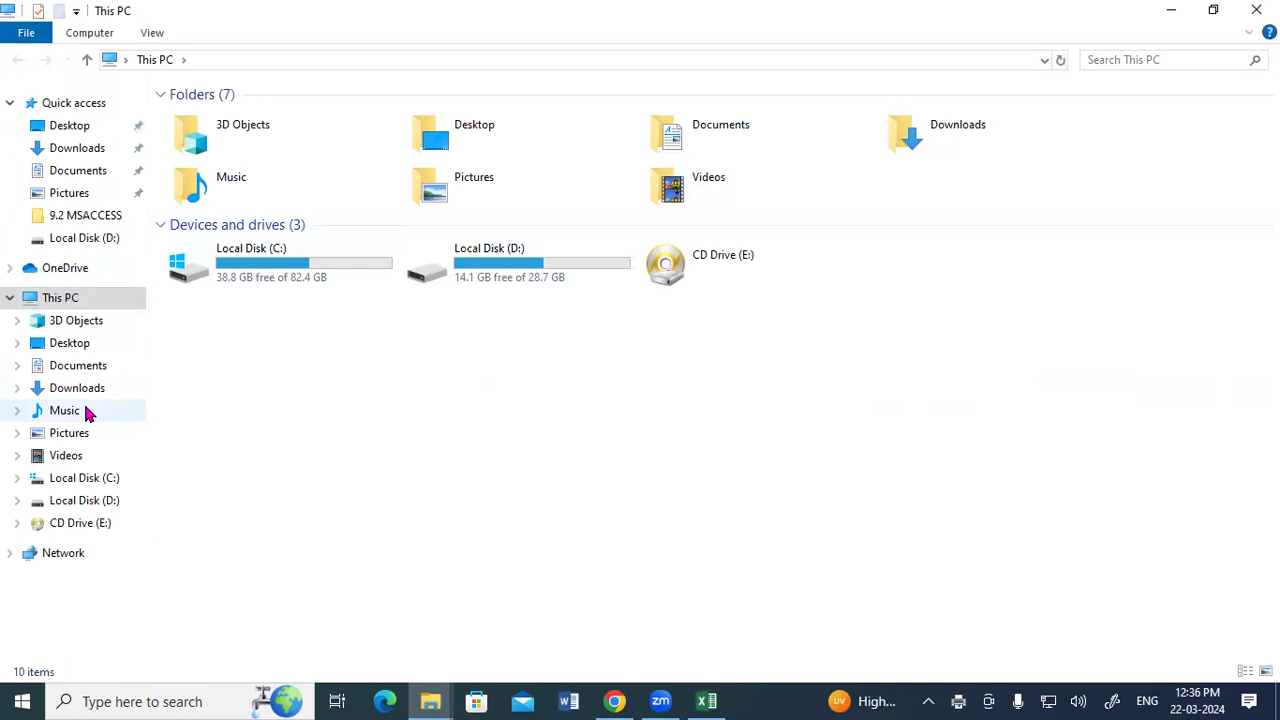 This PC
File
Computer
View
This PC
Search This PC
Quick access
Desktop
Downloads
Documents
Pictures
9.2 MSACCESS
Local Disk (D:)
OneDrive
This PC
3D Objects
Desktop
Documents
Downloads
Music
Pictures
Videos
Local Disk (C:)
Local Disk (D:)
CD Drive (E:)
Network
Folders (7)
3D Objects
Desktop
Documents
Downloads
Music
Pictures
Videos
Devices and drives (3)
Local Disk (C:)
38.8 GB free of 82.4 GB
Local Disk (D:)
14.1 GB free of 28.7 GB
CD Drive (E:)
10 items
Type here to search
W
zm
X
UV
High...
ENG
12:36 PM
22-03-2024